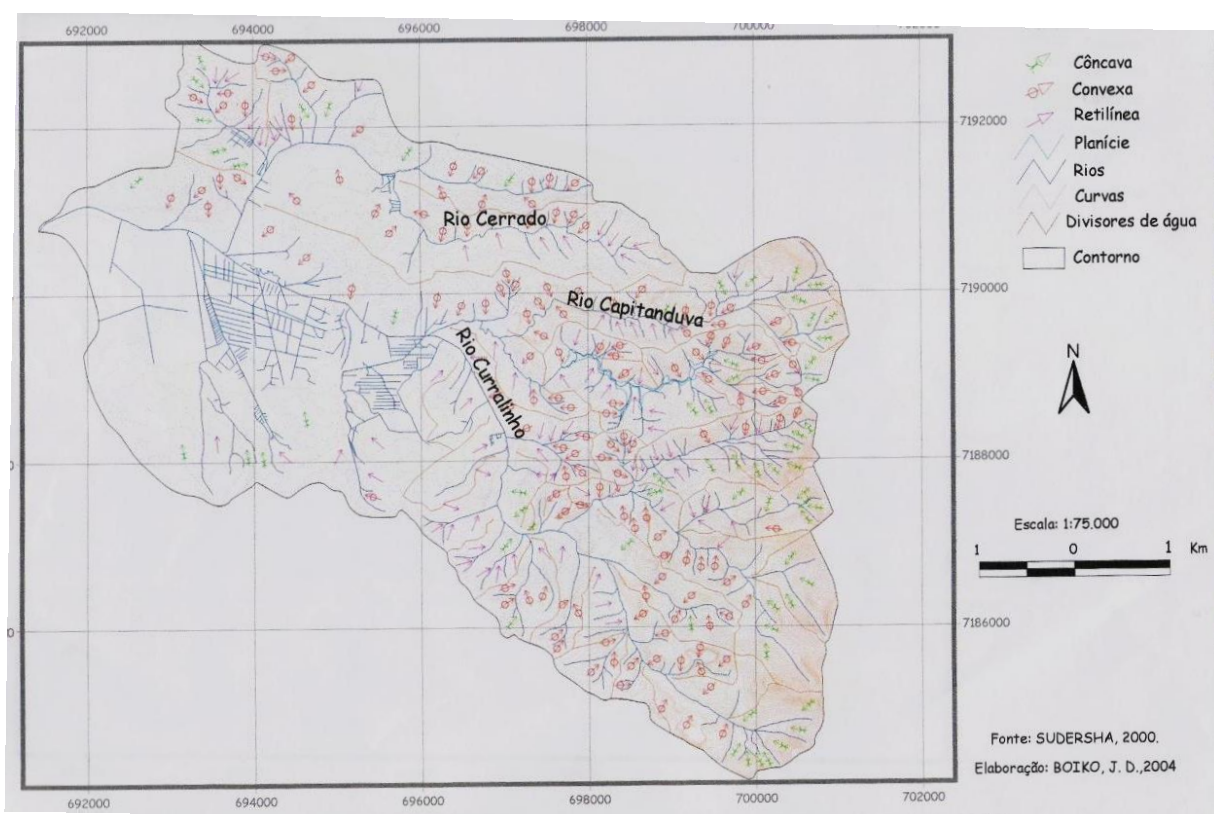 692000 694000 696000 698000 700000 702000
Côncava
Convexa
Retilínea
Planície
Rios
Curvas
Divisores de água
Contorno
7192000
Rio Cerrado
7190000
Rio Capitanduva
Rio Curralinho
N
7188000
Escala: 1:75.000
1 0 1 Km
7186000
Fonte: SUDERSHA, 2000.
Elaboração: BOIKO, J. D.,2004
692000 694000 696000 698000 700000 702000